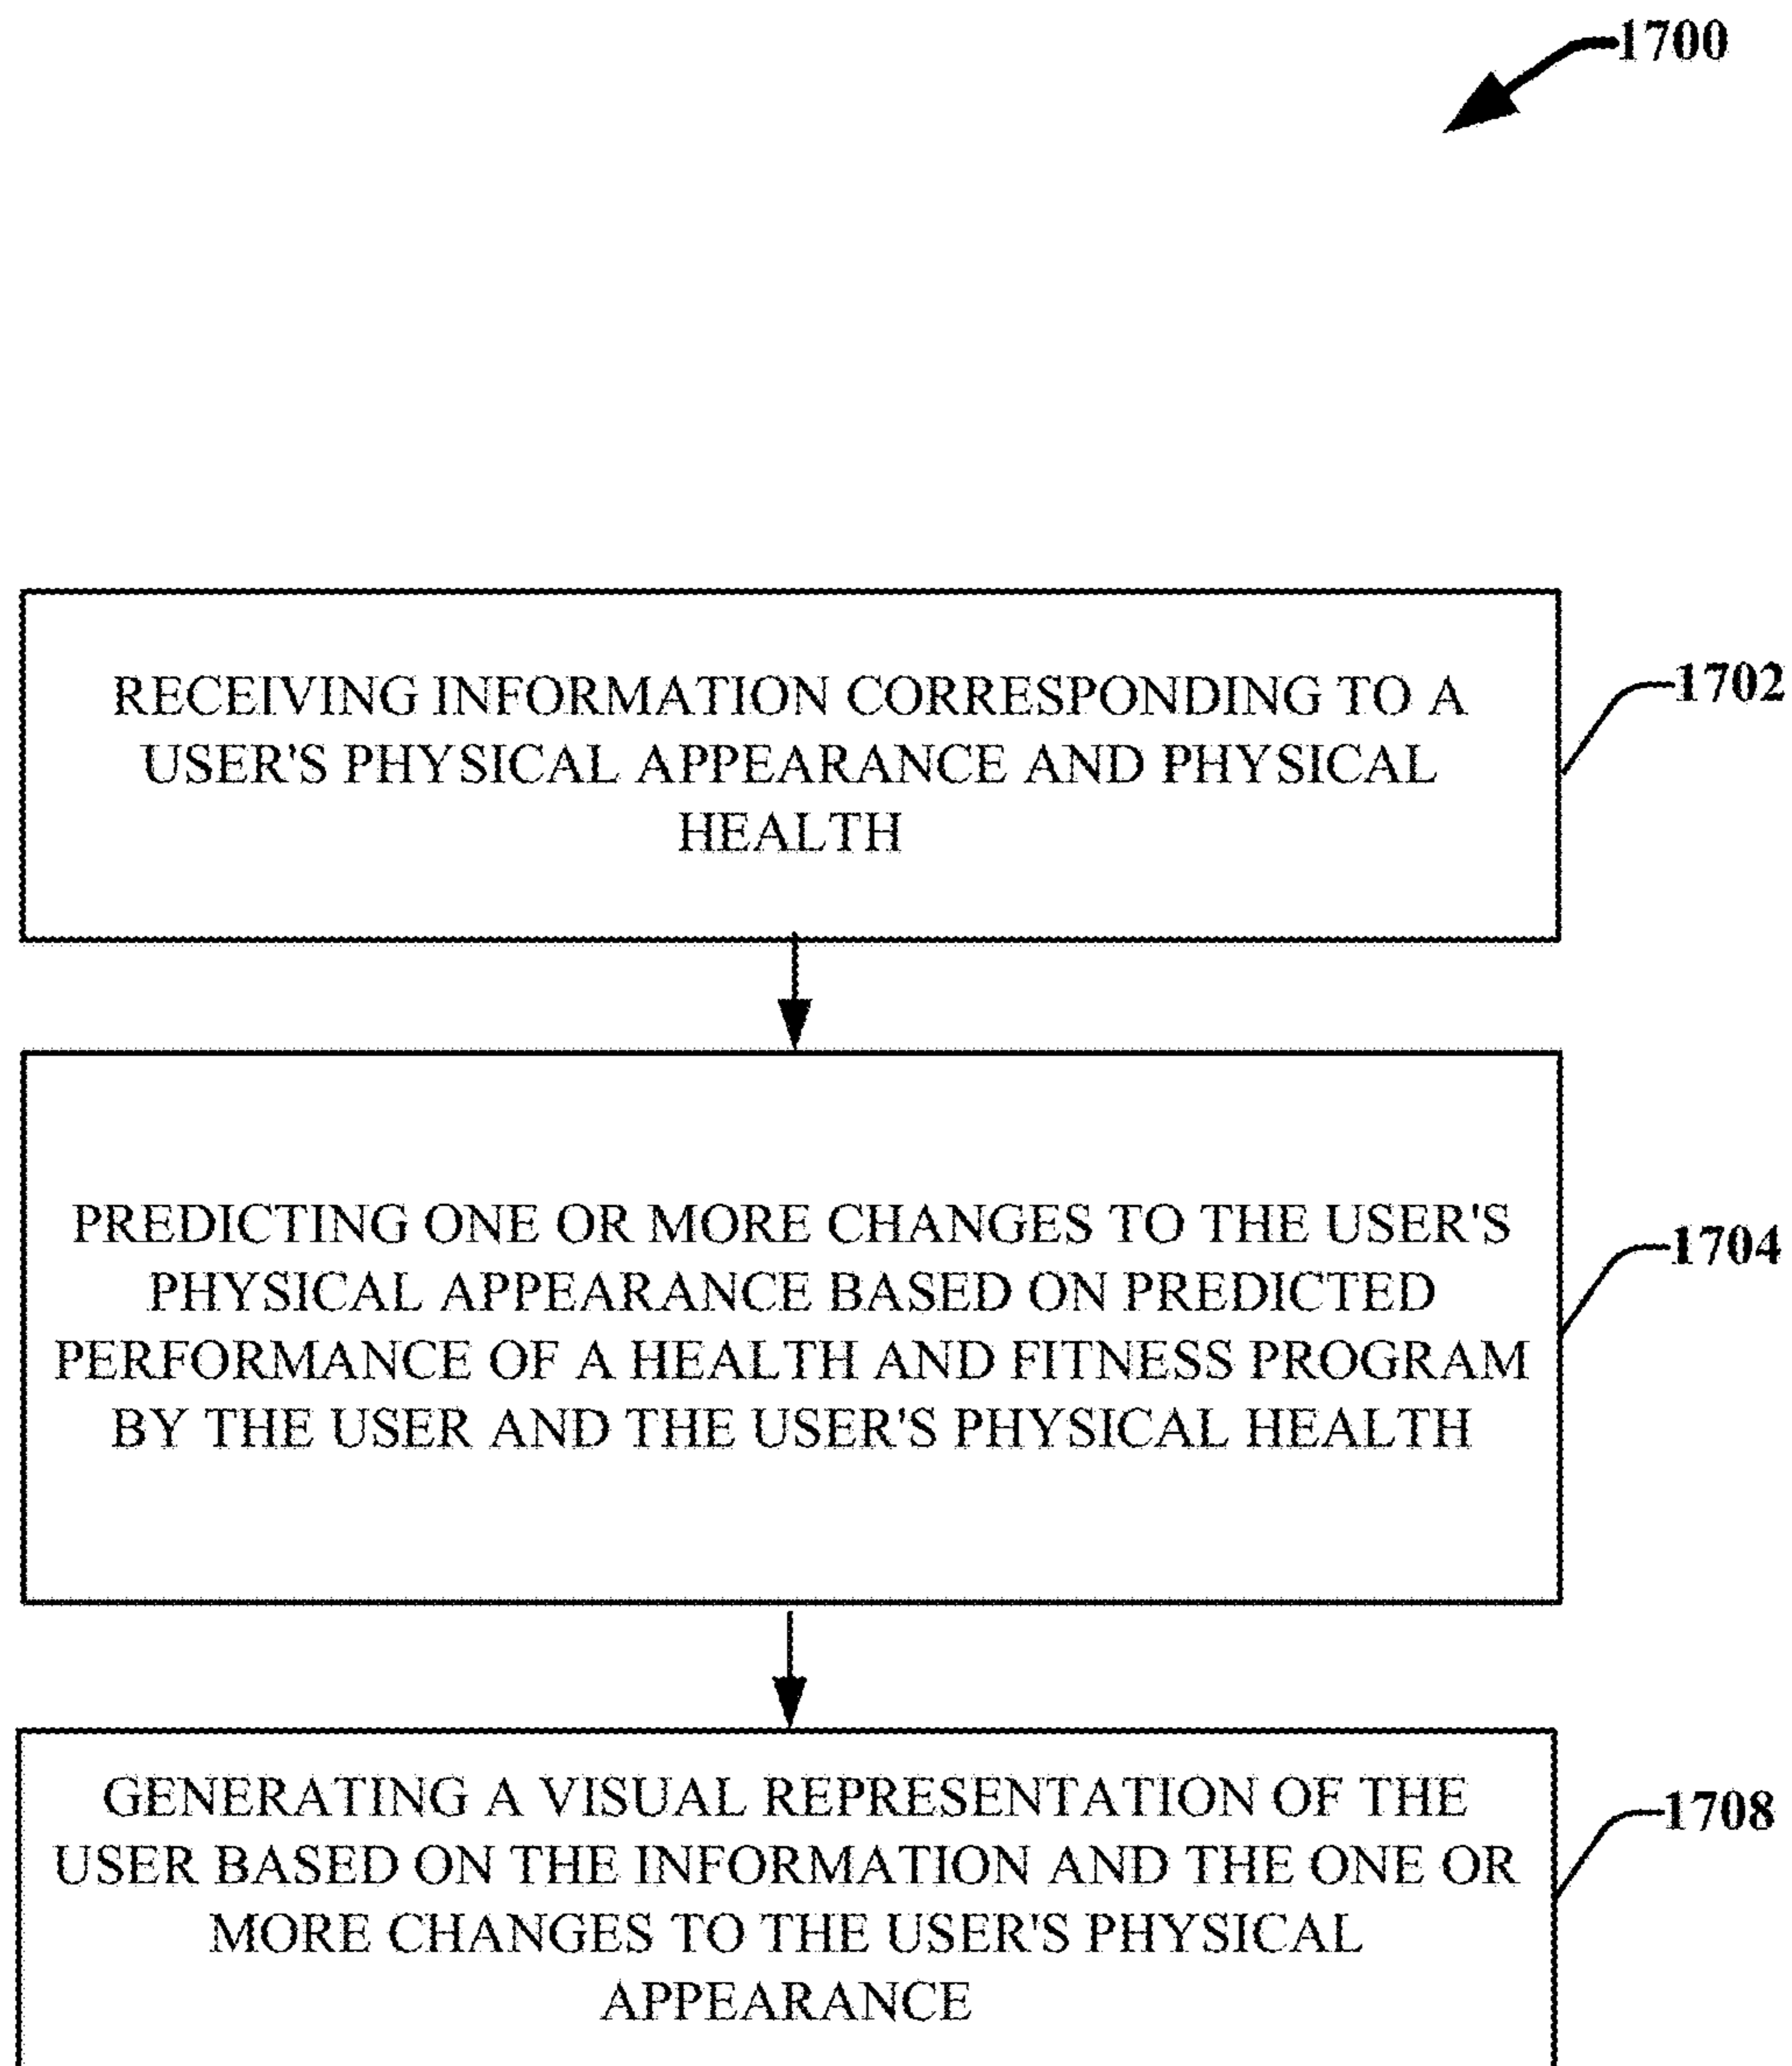 1700
RECEIVING INFORMATION CORRESPONDING TO A
USER'S PHYSICAL APPEARANCE AND PHYSICAL
HEALTH
1702
PREDICTING ONE OR MORE CHANGES TO THE USER'S
PHYSICAL APPEARANCE BASED ON PREDICTED
PERFORMANCE OF A HEALTH AND FITNESS PROGRAM
BY THE USER AND THE USER'S PHYSICAL HEALTH
1704
GENERATING A VISUAL REPRESENTATION OF THE
USER BASED ON THE INFORMATION AND THE ONE OR
MORE CHANGES TO THE USER'S PHYSICAL
APPEARANCE
1708